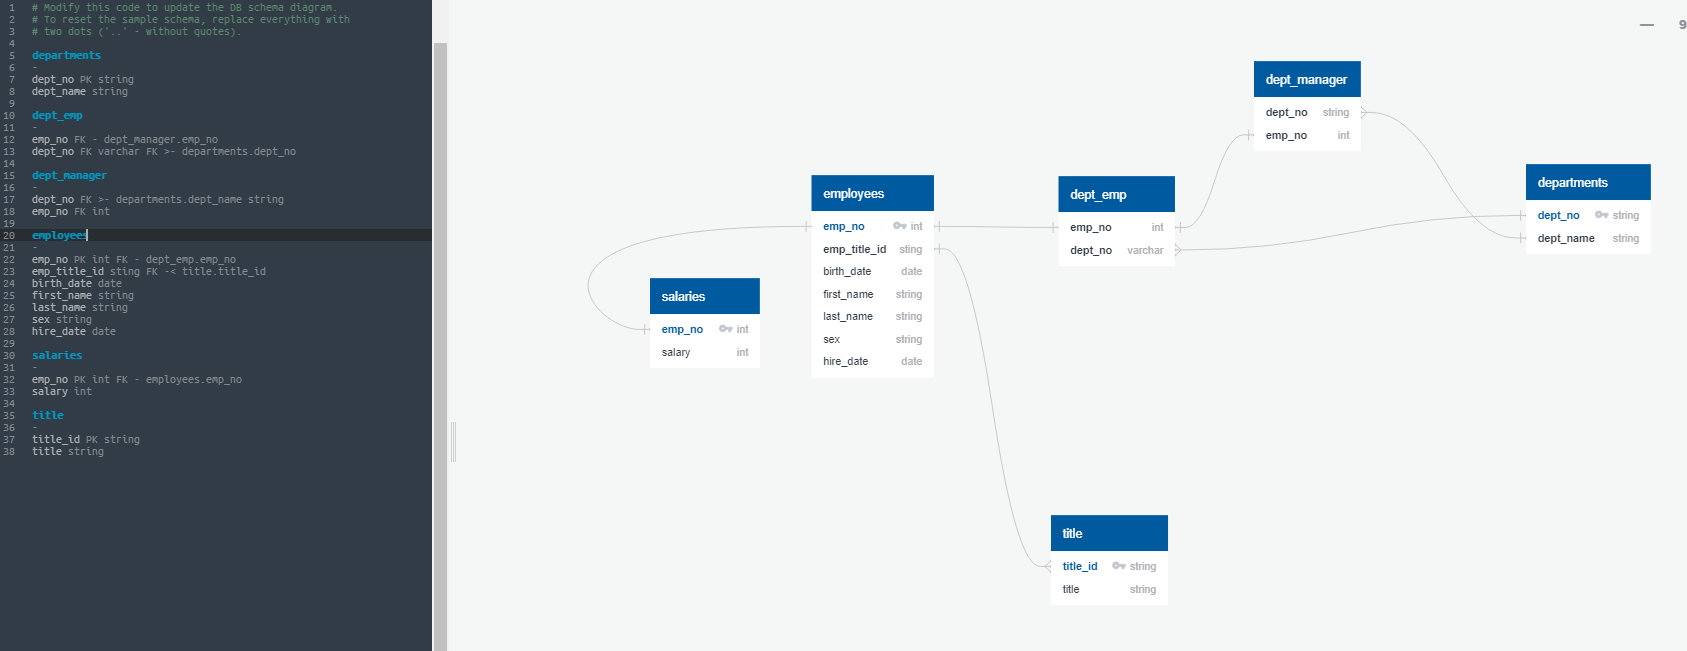 1 # Modify this code to update the DB schema diagram.
2 # To reset the sample schema, replace everything with
3 # two dots ('..' - without quotes).
4
5 departments
6 -
7 dept_no PK string
8 dept_name string
9
10 dept_emp
11 -
12 emp_no FK - dept_manager.emp_no
13 dept_no FK varchar FK >- departments.dept_no
14
15 dept_manager
16 -
17 dept_no FK >- departments.dept_name string
18 emp_no FK int
19
20 employees
21 -
22 emp_no PK int FK - dept_emp.emp_no
23 emp_title_id sting FK -< title.title_id
24 birth_date date
25 first_name string
26 last_name string
27 sex string
28 hire_date date
29
30 salaries
31 -
32 emp_no PK int FK - employees.emp_no
33 salary int
34
35 title
36 -
37 title_id PK string
38 title string
9
dept_manager
dept_no string
emp_no int
departments
dept_no string
dept_name string
employees
emp_no int
emp_title_id sting
birth_date date
first_name string
last_name string
sex string
hire_date date
dept_emp
emp_no int
dept_no varchar
salaries
emp_no int
salary int
title
title_id string
title string